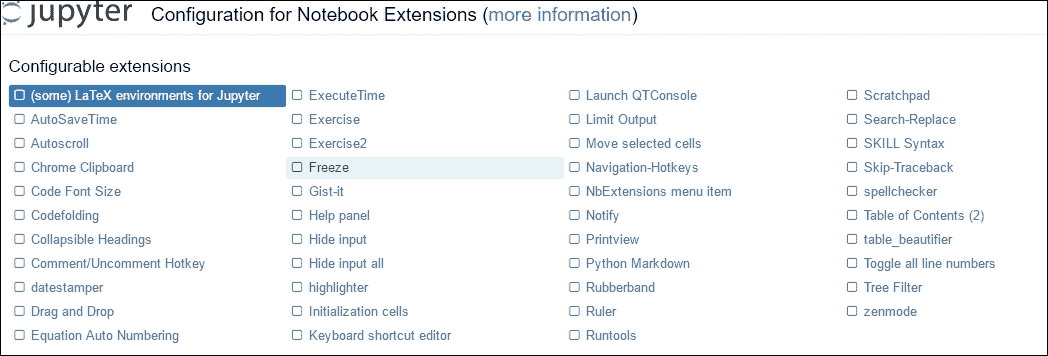 jupyter Configuration for Notebook Extensions (more information)
Configurable extensions
(some) LaTeX environments for Jupyter
AutoSaveTime
Autoscroll
Chrome Clipboard
Code Font Size
Codefolding
Collapsible Headings
Comment/Uncomment Hotkey
datestamper
Drag and Drop
Equation Auto Numbering
ExecuteTime
Exercise
Exercise2
Freeze
Gist-it
Help panel
Hide input
Hide input all
highlighter
Initialization cells
Keyboard shortcut editor
Launch QTConsole
Limit Output
Move selected cells
Navigation-Hotkeys
NbExtensions menu item
Notify
Printview
Python Markdown
Rubberband
Ruler
Runtools
Scratchpad
Search-Replace
SKILL Syntax
Skip-Traceback
spellchecker
Table of Contents (2)
table_beautifier
Toggle all line numbers
Tree Filter
zenmode